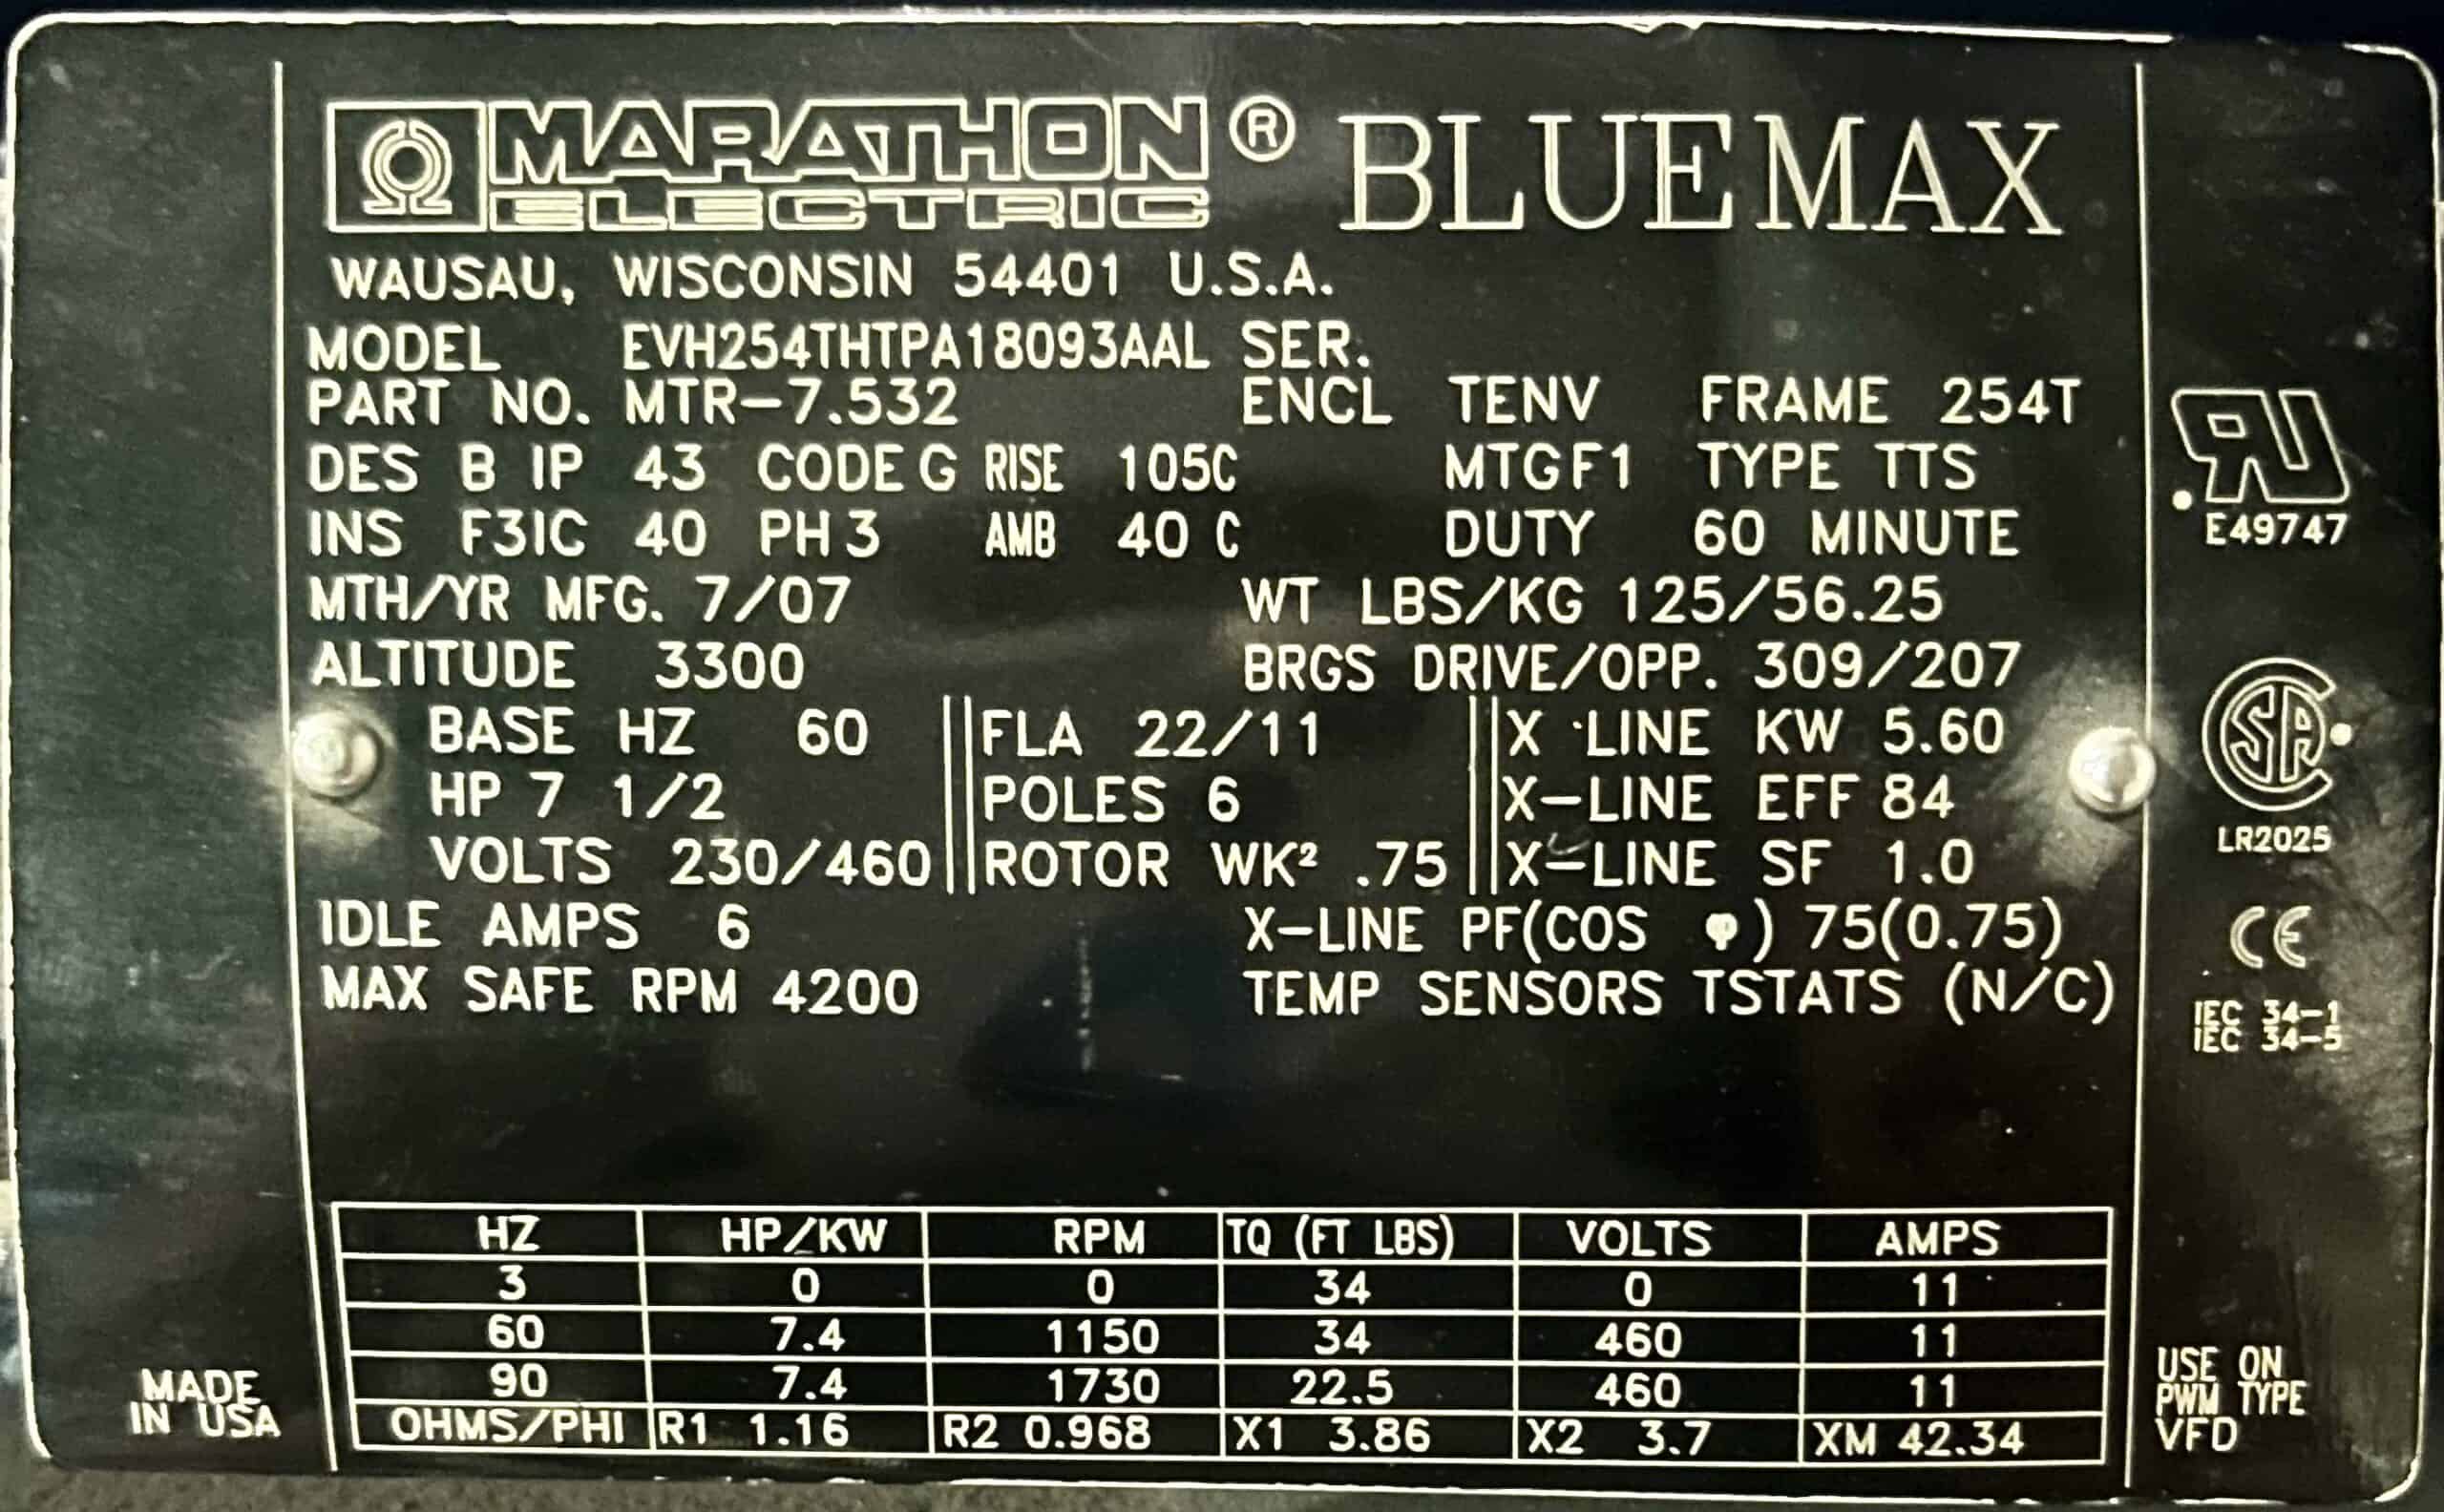 MARATHON ® BLUE MAX
ELECTRIC
WAUSAU, WISCONSIN 54401 U.S.A.
MODEL EVH254THTPA18093AAL SER.
PART NO. MTR-7.532 ENCL TENV FRAME 254T
DES B IP 43 CODE G RISE 105C MTG F1 TYPE TTS
INS F3IC 40 PH 3 AMB 40 C DUTY 60 MINUTE
MTH/YR MFG. 7/07 WT LBS/KG 125/56.25
ALTITUDE 3300 BRGS DRIVE/OPP. 309/207
BASE HZ 60 FLA 22/11 X-LINE KW 5.60
HP 7 1/2 POLES 6 X-LINE EFF 84
VOLTS 230/460 ROTOR WK² .75 X-LINE SF 1.0
IDLE AMPS 6 X-LINE PF(COS φ) 75(0.75)
MAX SAFE RPM 4200 TEMP SENSORS TSTATS (N/C)
HZ HP/KW RPM TQ (FT LBS) VOLTS AMPS
3 0 0 34 0 11
60 7.4 1150 34 460 11
90 7.4 1730 22.5 460 11
OHMS/PHI R1 1.16 R2 0.968 X1 3.86 X2 3.7 XM 42.34
MADE
IN USA
RU
E49747
SA
LR2025
CE
IEC 34-1
IEC 34-5
USE ON
PWM TYPE
VFD